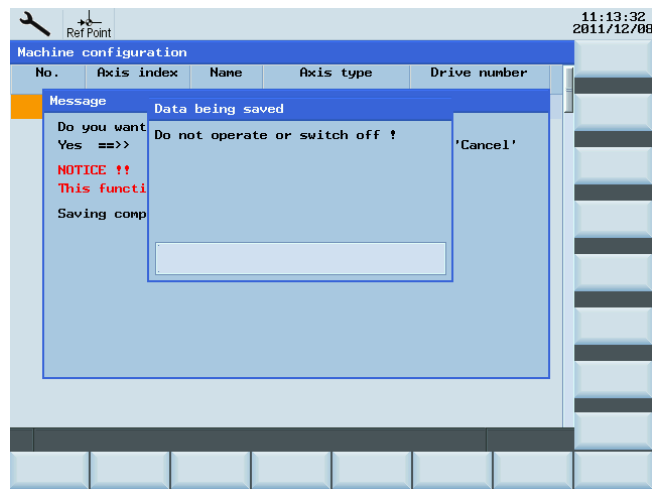 11:13:32
Ref Point
2011/12/08
Machine configuration
No. Axis index Name Axis type Drive number
Message
Data being saved
Do you want
Do not operate or switch off !
Yes ==>> 'Cancel'
NOTICE !!
This functi
Saving comp